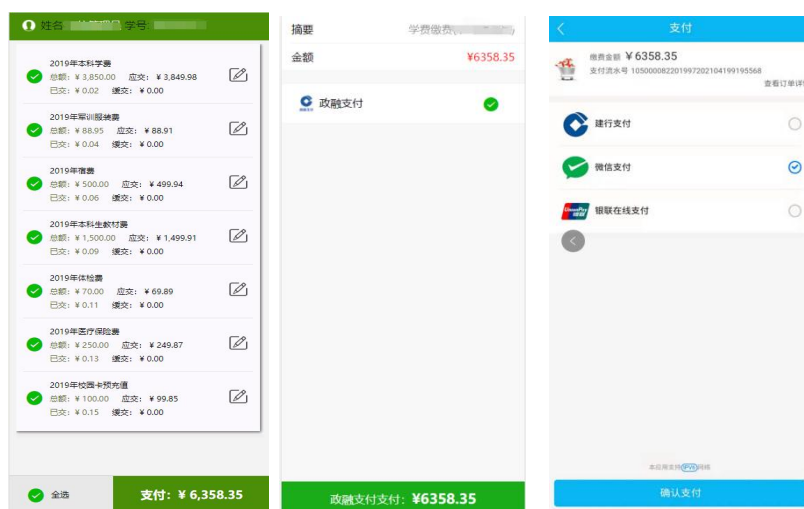 姓名
学号:
2019年本科学费
总额: ¥ 3,850.00 应交: ¥ 3,849.98
已交: ¥ 0.02 缓交: ¥ 0.00
2019年军训服装费
总额: ¥ 88.95 应交: ¥ 88.91
已交: ¥ 0.04 缓交: ¥ 0.00
2019年宿费
总额: ¥ 500.00 应交: ¥ 499.94
已交: ¥ 0.06 缓交: ¥ 0.00
2019年本科生教材费
总额: ¥ 1,500.00 应交: ¥ 1,499.91
已交: ¥ 0.09 缓交: ¥ 0.00
2019年体检费
总额: ¥ 70.00 应交: ¥ 69.89
已交: ¥ 0.11 缓交: ¥ 0.00
2019年医疗保险费
总额: ¥ 250.00 应交: ¥ 249.87
已交: ¥ 0.13 缓交: ¥ 0.00
2019年校园卡预充值
总额: ¥ 100.00 应交: ¥ 99.85
已交: ¥ 0.15 缓交: ¥ 0.00
全选
支付: ¥ 6,358.35
摘要 学费缴费(
金额 ¥6358.35
政融支付
政融支付支付: ¥6358.35
支付
缴费金额 ¥6358.35
支付流水号 1050000822019972021041991955​68
查看订单详
建行支付
微信支付
银联在线支付
本应用支持IPV6网络
确认支付